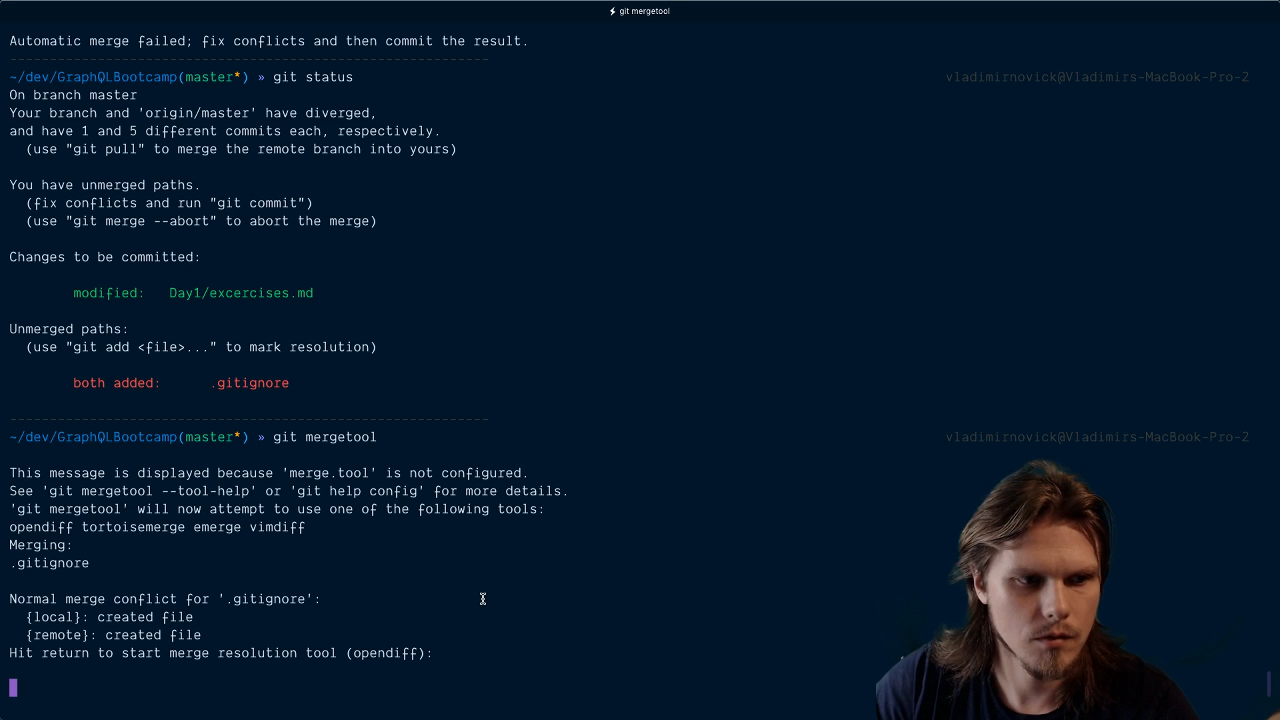 ⚡ git mergetool
Automatic merge failed; fix conflicts and then commit the result.
~/dev/GraphQLBootcamp(master*) » git status vladimirnovick@Vladimirs-MacBook-Pro-2
On branch master
Your branch and 'origin/master' have diverged,
and have 1 and 5 different commits each, respectively.
(use "git pull" to merge the remote branch into yours)
You have unmerged paths.
(fix conflicts and run "git commit")
(use "git merge --abort" to abort the merge)
Changes to be committed:
modified: Day1/excercises.md
Unmerged paths:
(use "git add <file>..." to mark resolution)
both added: .gitignore
~/dev/GraphQLBootcamp(master*) » git mergetool vladimirnovick@Vladimirs-MacBook-Pro-2
This message is displayed because 'merge.tool' is not configured.
See 'git mergetool --tool-help' or 'git help config' for more details.
'git mergetool' will now attempt to use one of the following tools:
opendiff tortoisemerge emerge vimdiff
Merging:
.gitignore
Normal merge conflict for '.gitignore':
{local}: created file
{remote}: created file
Hit return to start merge resolution tool (opendiff):